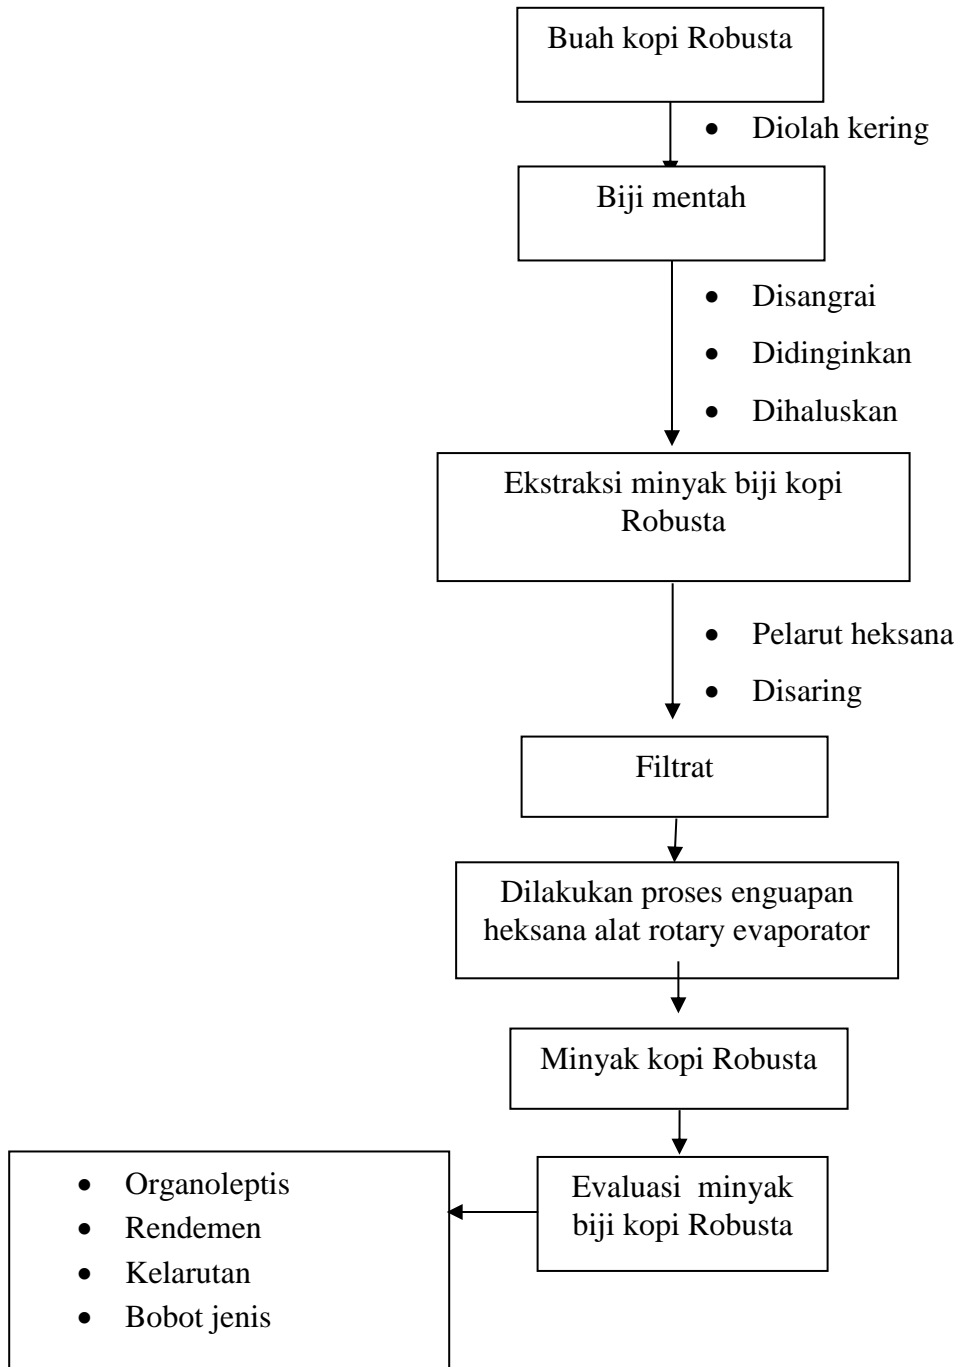 Buah kopi Robusta
• Diolah kering
Biji mentah
• Disangrai
• Didinginkan
• Dihaluskan
Ekstraksi minyak biji kopi
Robusta
• Pelarut heksana
• Disaring
Filtrat
Dilakukan proses enguapan
heksana alat rotary evaporator
Minyak kopi Robusta
Evaluasi minyak
biji kopi Robusta
• Organoleptis
• Rendemen
• Kelarutan
• Bobot jenis